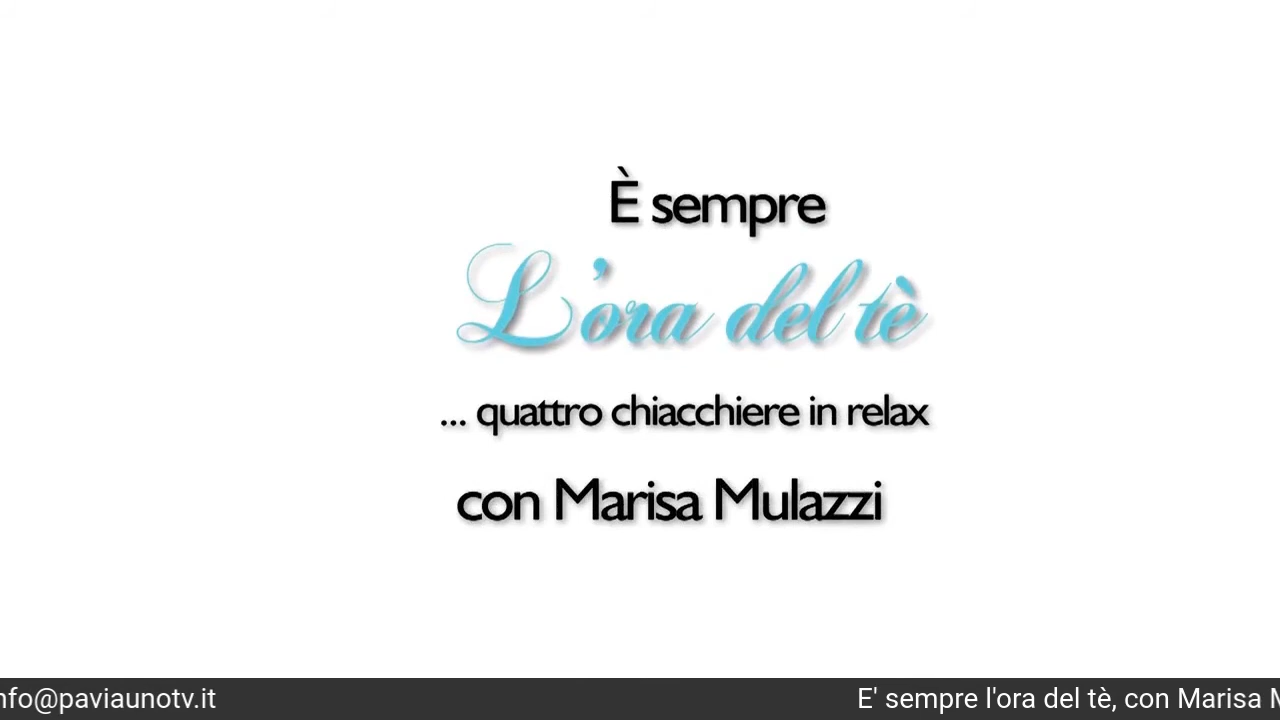 È sempre
L'ora del tè
... quattro chiacchiere in relax
con Marisa Mulazzi
nfo@paviaunotv.it E' sempre l'ora del tè, con Marisa